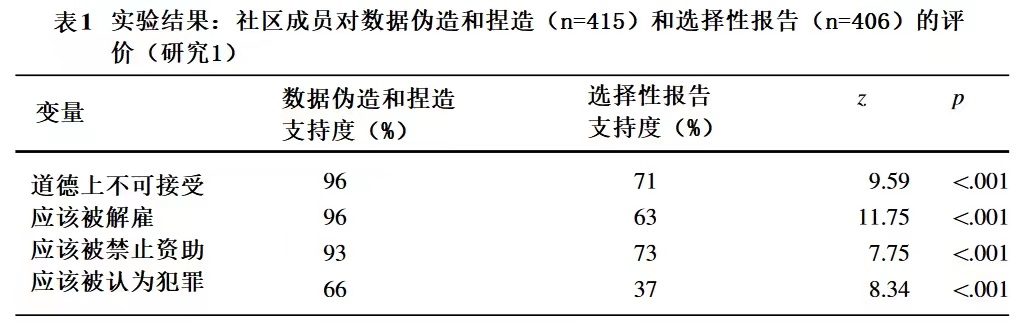 表1 实验结果：社区成员对数据伪造和捏造（n=415）和选择性报告（n=406）的评
价（研究1）
变量 数据伪造和捏造 选择性报告 z p
支持度（%） 支持度（%）
道德上不可接受 96 71 9.59 <.001
应该被解雇 96 63 11.75 <.001
应该被禁止资助 93 73 7.75 <.001
应该被认为犯罪 66 37 8.34 <.001